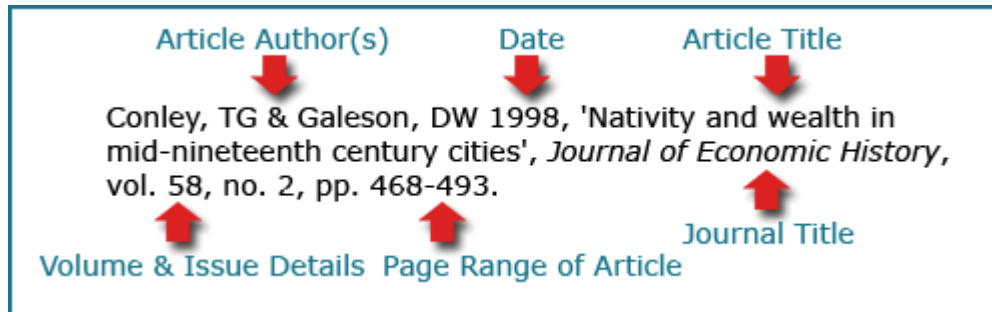 Article Author(s) Date Article Title
Conley, TG & Galeson, DW 1998, 'Nativity and wealth in
mid-nineteenth century cities', Journal of Economic History,
vol. 58, no. 2, pp. 468-493.
Journal Title
Volume & Issue Details Page Range of Article